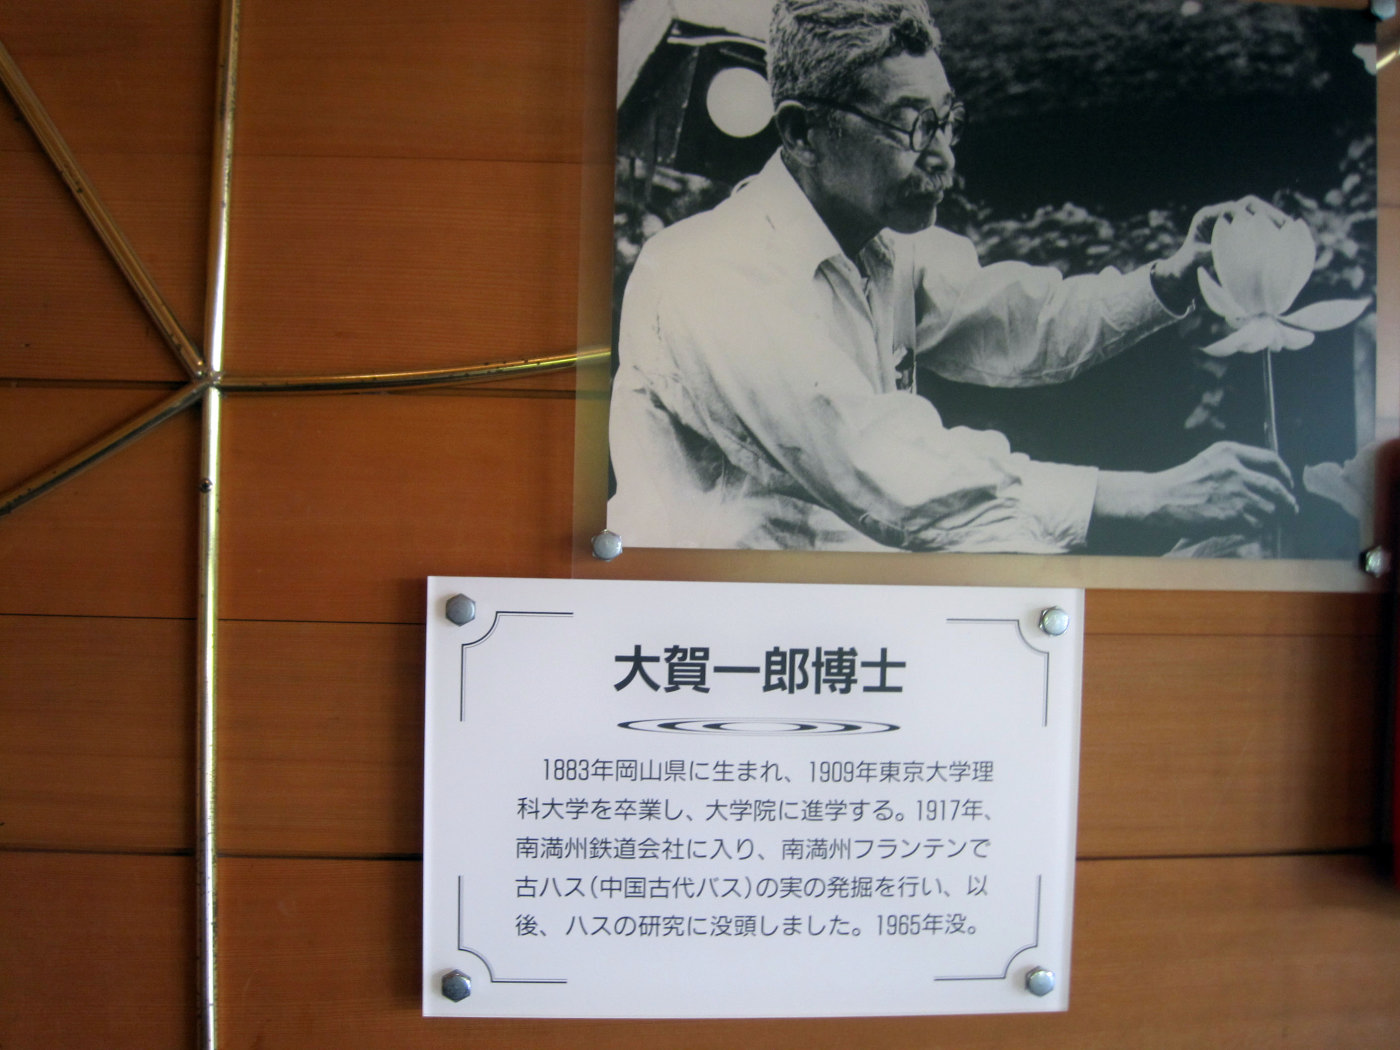 大賀一郎博士
1883年岡山県に生まれ、1909年東京大学理
科大学を卒業し、大学院に進学する。1917年、
南満州鉄道会社に入り、南満州フランテンで
古ハス(中国古代バス)の実の発掘を行い、以
後、ハスの研究に没頭しました。1965年没。